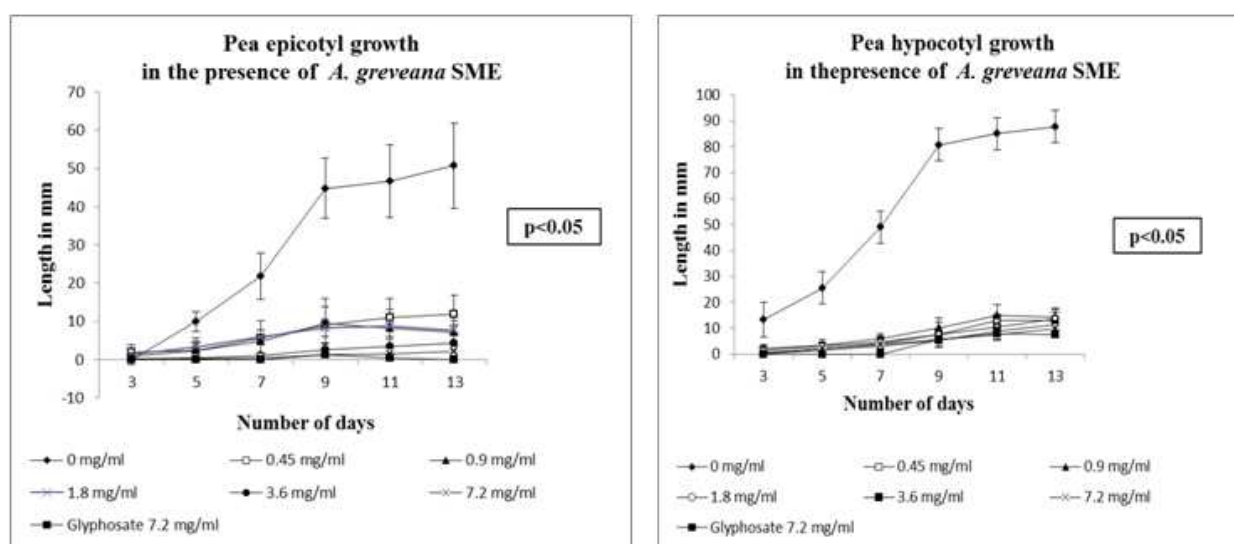 Pea epicotyl growth
in the presence of A. greveana SME
70
60
50
40
30
20
10
0
-10
Length in mm
3 5 7 9 11 13
Number of days
p<0.05
0 mg/ml 0.45 mg/ml 0.9 mg/ml
1.8 mg/ml 3.6 mg/ml 7.2 mg/ml
Glyphosate 7.2 mg/ml
Pea hypocotyl growth
in thepresence of A. greveana SME
100
90
80
70
60
50
40
30
20
10
0
Length in mm
3 5 7 9 11 13
Number of days
p<0.05
0 mg/ml 0.45 mg/ml 0.9 mg/ml
1.8 mg/ml 3.6 mg/ml 7.2 mg/ml
Glyphosate 7.2 mg/ml